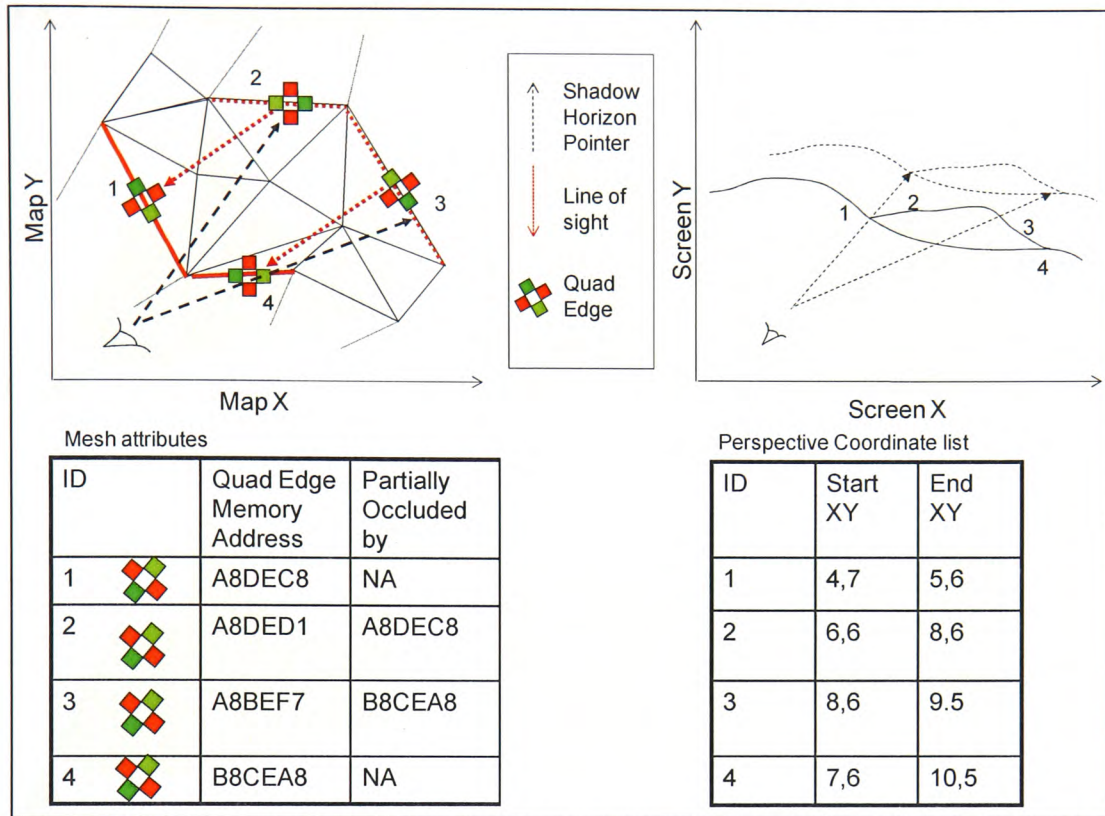 2
1
3
4
Map Y
Map X
Shadow
Horizon
Pointer
Line of
sight
Quad
Edge
1
2
3
4
Screen Y
Screen X
Mesh attributes
ID Quad Edge Memory Address Partially Occluded by
1 A8DEC8 NA
2 A8DED1 A8DEC8
3 A8BEF7 B8CEA8
4 B8CEA8 NA
Perspective Coordinate list
ID Start XY End XY
1 4,7 5,6
2 6,6 8,6
3 8,6 9.5
4 7,6 10,5